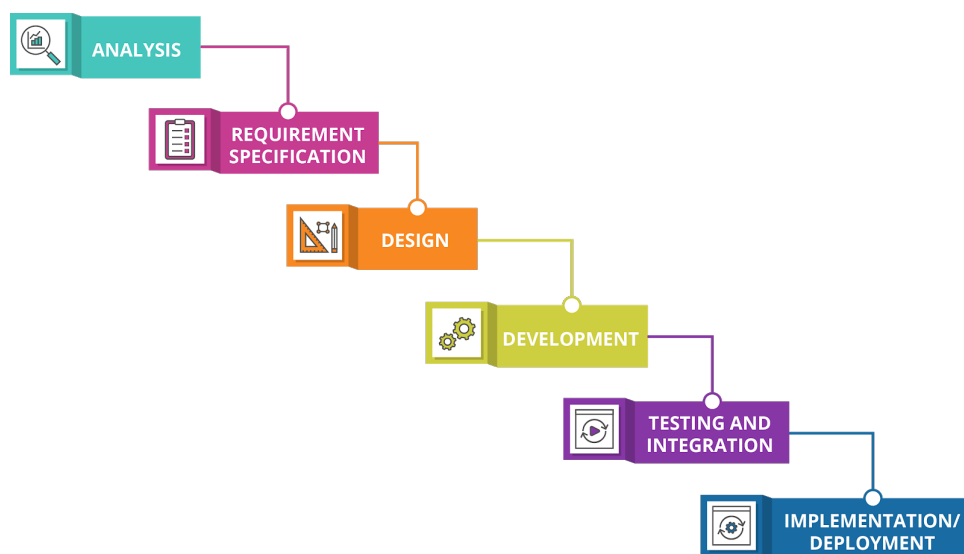 ANALYSIS
REQUIREMENT
SPECIFICATION
DESIGN
DEVELOPMENT
TESTING AND
INTEGRATION
IMPLEMENTATION/
DEPLOYMENT